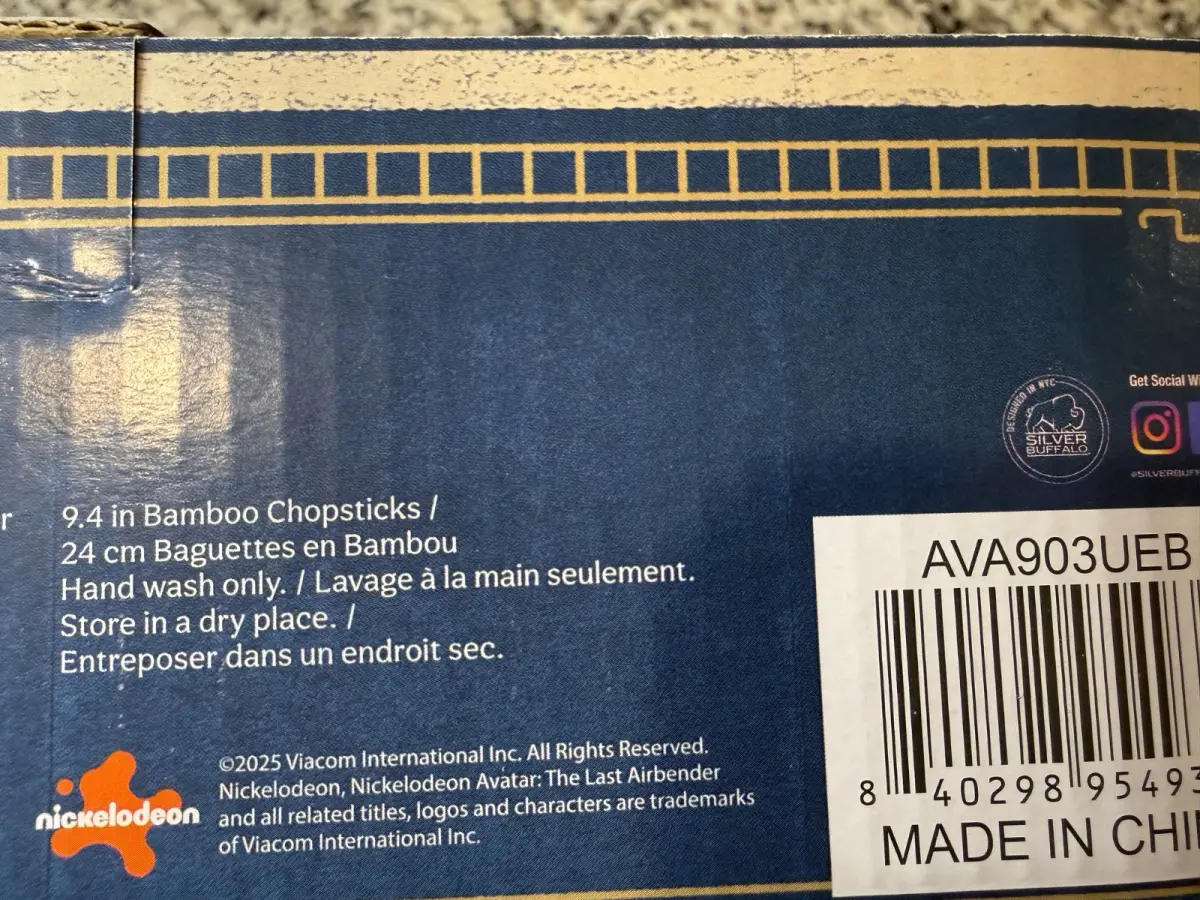 DESIGNED IN NYC
SILVER
BUFFALO
Get Social
r
9.4 in Bamboo Chopsticks /
24 cm Baguettes en Bambou
Hand wash only. / Lavage à la main seulement.
Store in a dry place. /
Entreposer dans un endroit sec.
AVA903UEB
8 40298 95493
MADE IN CHI
nickelodeon
©2025 Viacom International Inc. All Rights Reserved.
Nickelodeon, Nickelodeon Avatar: The Last Airbender
and all related titles, logos and characters are trademarks
of Viacom International Inc.